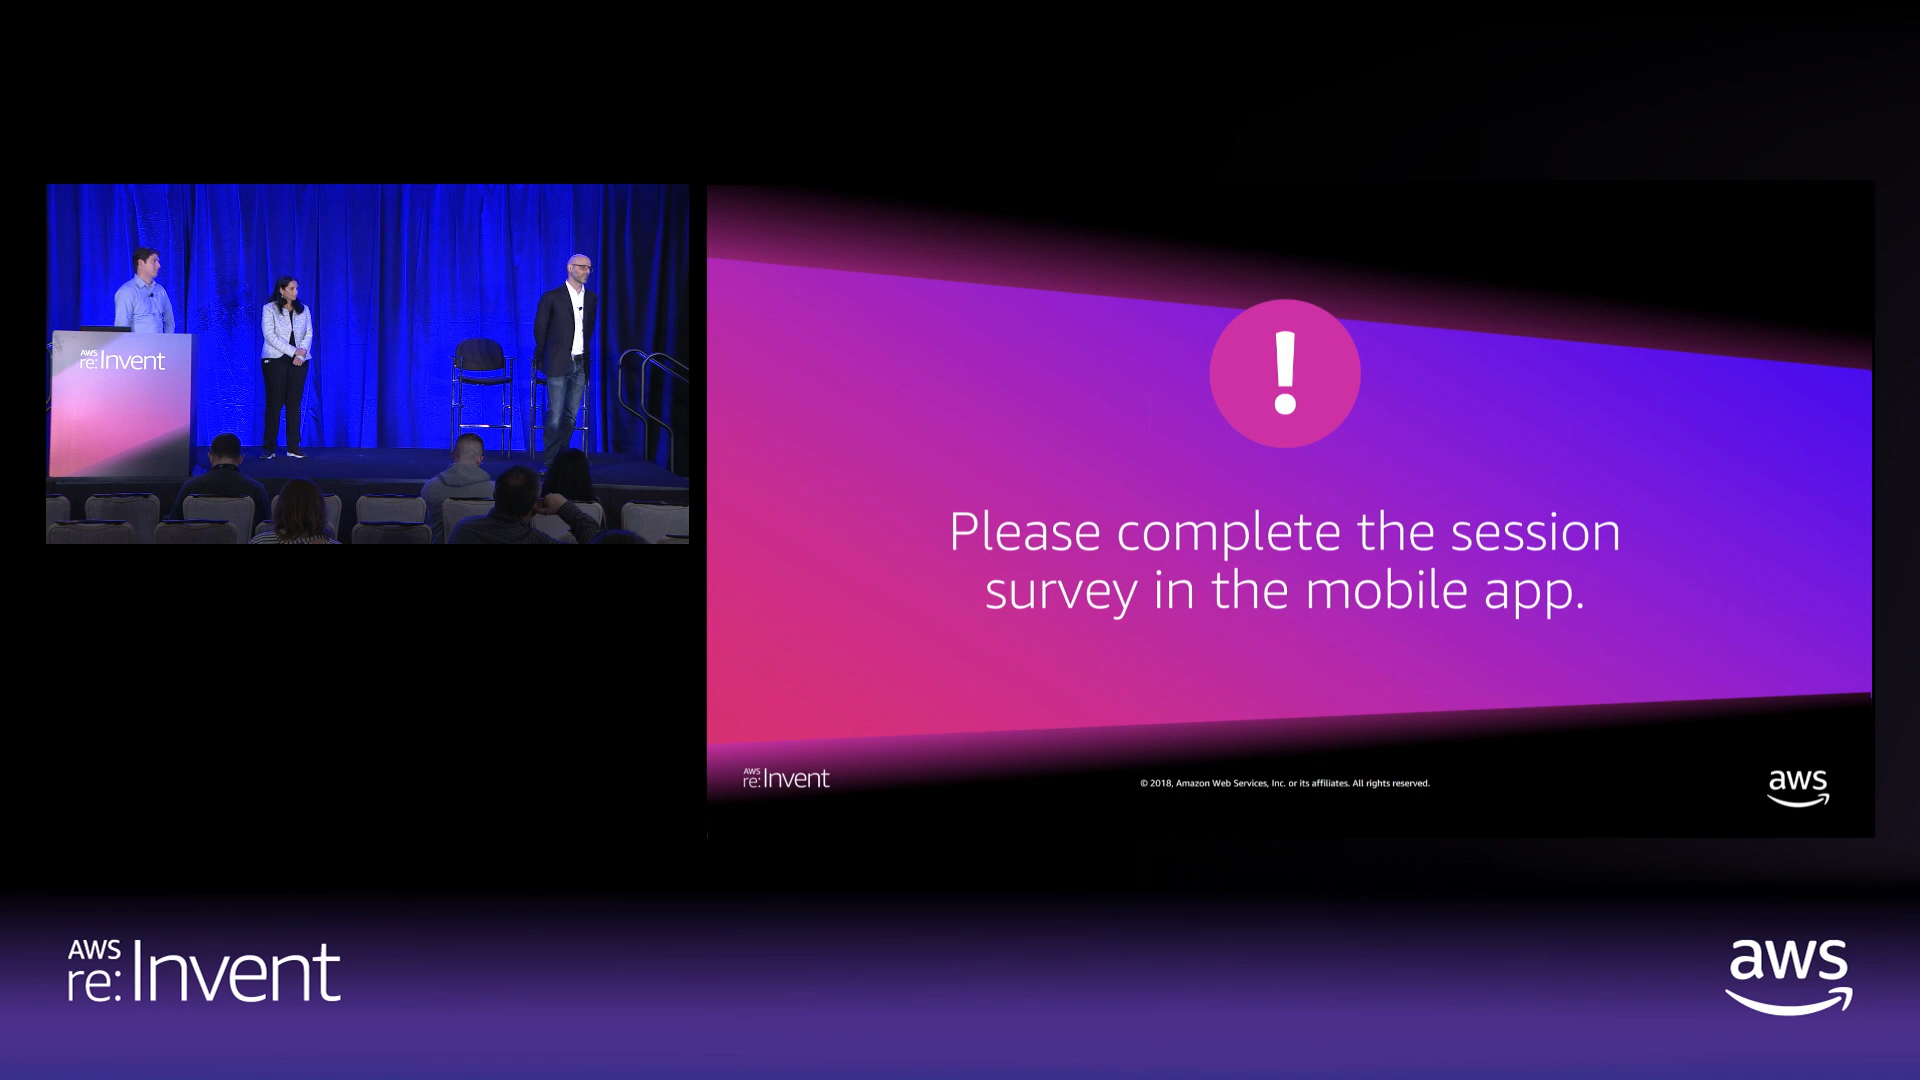 AWS
re:Invent
!
Please complete the session
survey in the mobile app.
AWS
re:Invent
© 2018, Amazon Web Services, Inc. or its affiliates. All rights reserved.
aws
AWS
re:Invent
aws